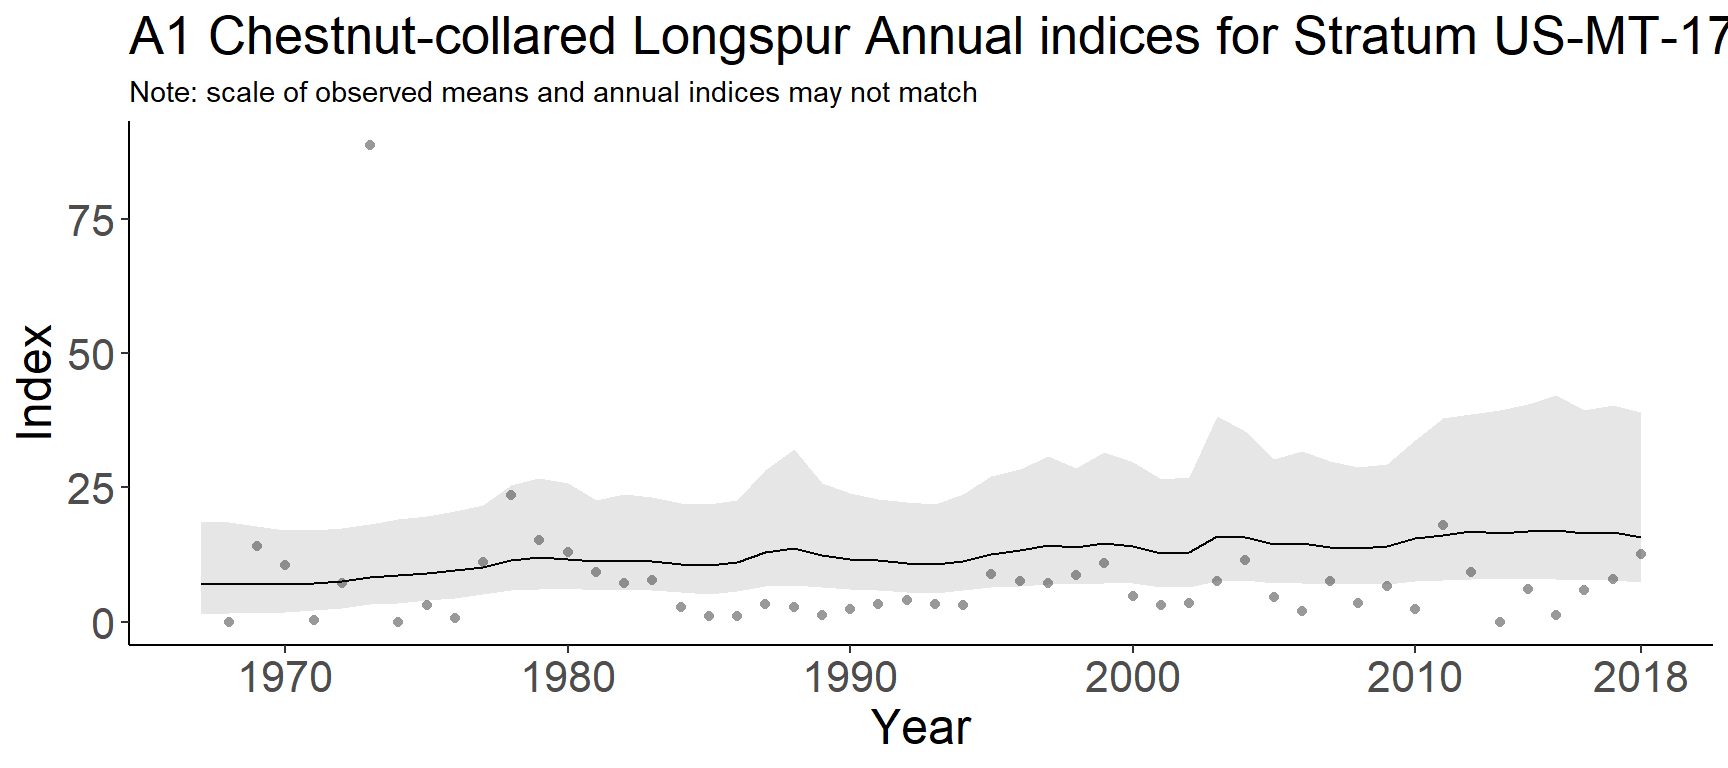 A1 Chestnut-collared Longspur Annual indices for Stratum US-MT-17
Note: scale of observed means and annual indices may not match
75
50
25
0
Index
1970 1980 1990 2000 2010 2018
Year